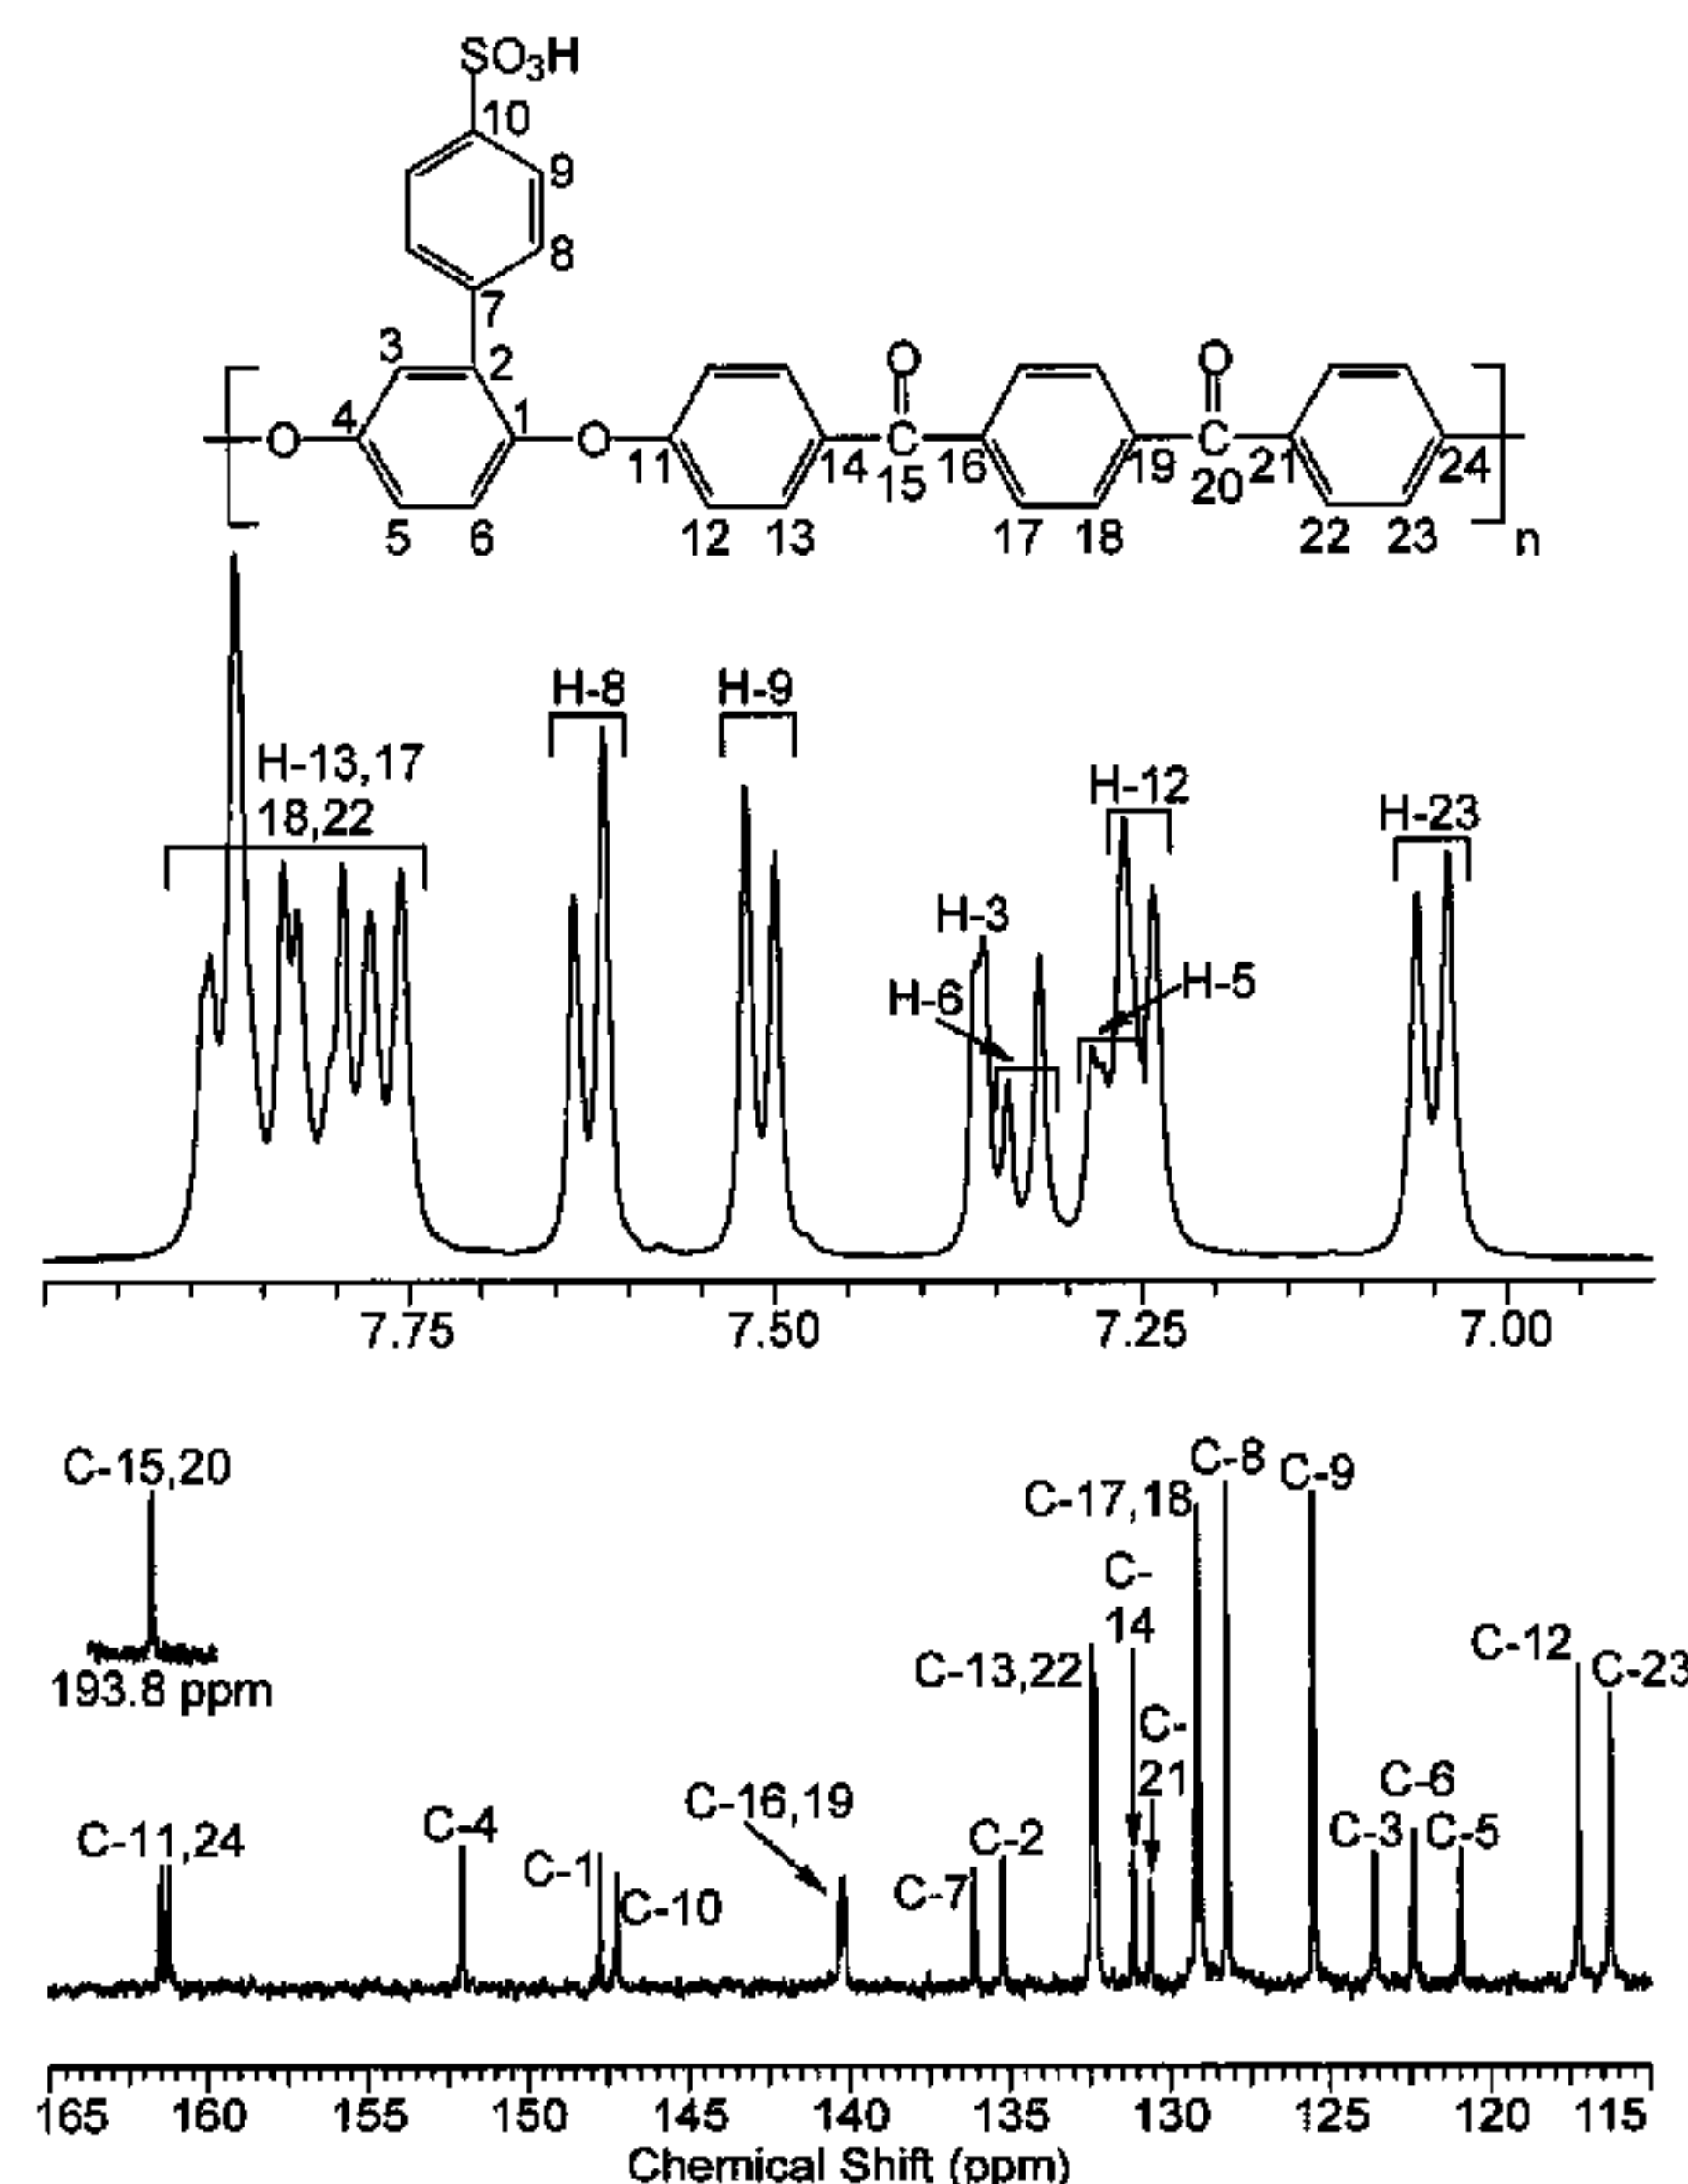 SO3H
10
9
8
7
3
2
4
1
O
O
O
O
C
C
11
14
15
16
19
20
21
24
5
6
12
13
17
18
22
23
n
H-8
H-9
H-13,17
18,22
H-12
H-23
H-3
H-6
H-5
7.75 7.50 7.25 7.00
C-15,20
193.8 ppm
C-17,18
C-8
C-9
C-
14
C-13,22
C-
21
C-12
C-23
C-11,24
C-4
C-1
C-10
C-16,19
C-7
C-2
C-3
C-6
C-5
165 160 155 150 145 140 135 130 125 120 115
Chemical Shift (ppm)